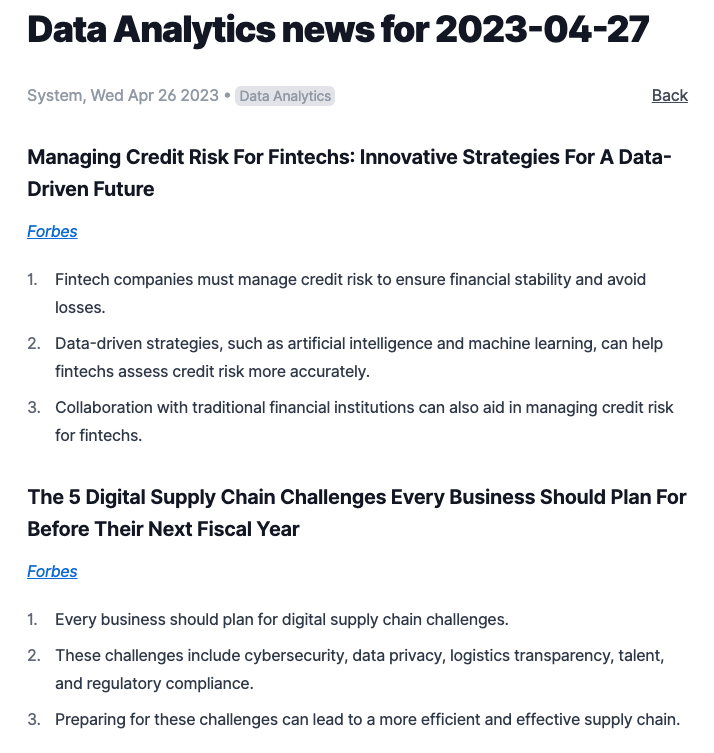 Data Analytics news for 2023-04-27
System, Wed Apr 26 2023 • Data Analytics Back
Managing Credit Risk For Fintechs: Innovative Strategies For A Data-
Driven Future
Forbes
1. Fintech companies must manage credit risk to ensure financial stability and avoid
losses.
2. Data-driven strategies, such as artificial intelligence and machine learning, can help
fintechs assess credit risk more accurately.
3. Collaboration with traditional financial institutions can also aid in managing credit risk
for fintechs.
The 5 Digital Supply Chain Challenges Every Business Should Plan For
Before Their Next Fiscal Year
Forbes
1. Every business should plan for digital supply chain challenges.
2. These challenges include cybersecurity, data privacy, logistics transparency, talent,
and regulatory compliance.
3. Preparing for these challenges can lead to a more efficient and effective supply chain.